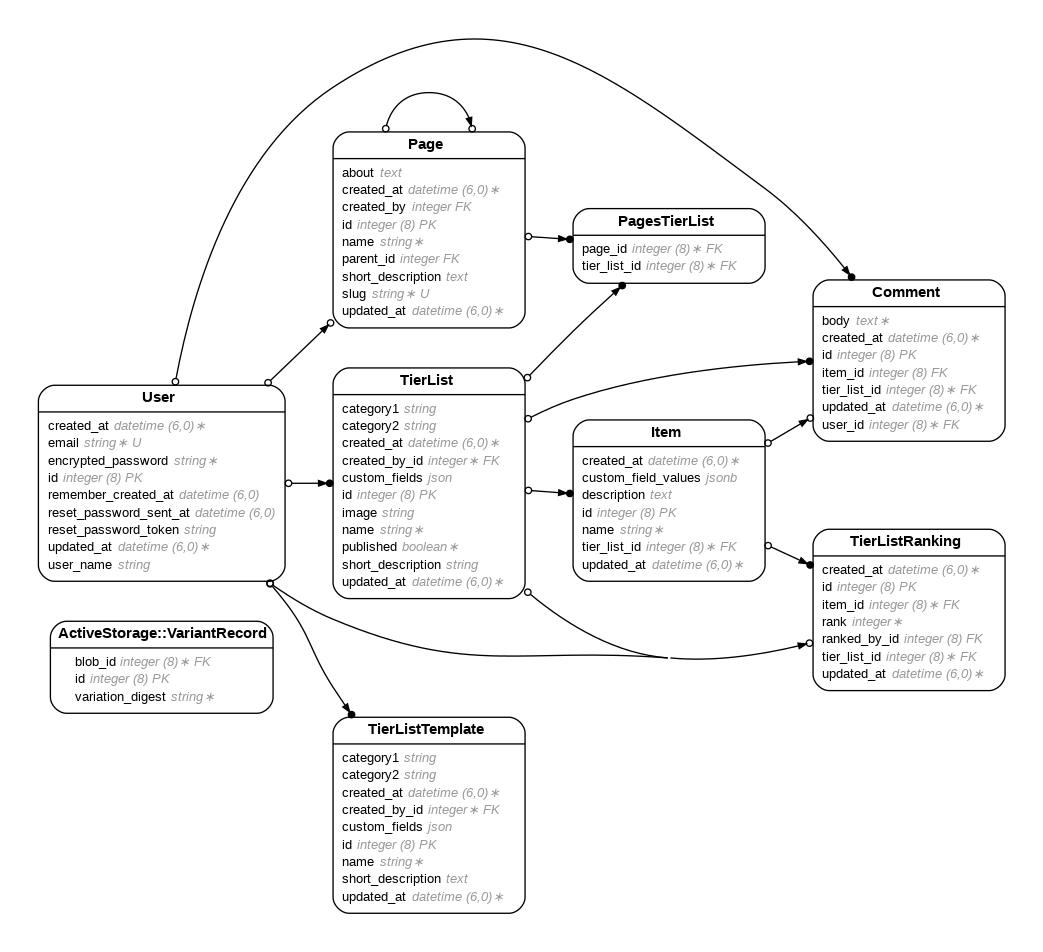 Page
about text
created_at datetime (6,0)∗
created_by integer FK
id integer (8) PK
name string∗
parent_id integer FK
short_description text
slug string∗ U
updated_at datetime (6,0)∗
PagesTierList
page_id integer (8)∗ FK
tier_list_id integer (8)∗ FK
Comment
body text∗
created_at datetime (6,0)∗
id integer (8) PK
item_id integer (8) FK
tier_list_id integer (8)∗ FK
updated_at datetime (6,0)∗
user_id integer (8)∗ FK
User
created_at datetime (6,0)∗
email string∗ U
encrypted_password string∗
id integer (8) PK
remember_created_at datetime (6,0)
reset_password_sent_at datetime (6,0)
reset_password_token string
updated_at datetime (6,0)∗
user_name string
TierList
category1 string
category2 string
created_at datetime (6,0)∗
created_by_id integer∗ FK
custom_fields json
id integer (8) PK
image string
name string∗
published boolean∗
short_description string
updated_at datetime (6,0)∗
Item
created_at datetime (6,0)∗
custom_field_values jsonb
description text
id integer (8) PK
name string∗
tier_list_id integer (8)∗ FK
updated_at datetime (6,0)∗
TierListRanking
created_at datetime (6,0)∗
id integer (8) PK
item_id integer (8)∗ FK
rank integer∗
ranked_by_id integer (8) FK
tier_list_id integer (8)∗ FK
updated_at datetime (6,0)∗
ActiveStorage::VariantRecord
blob_id integer (8)∗ FK
id integer (8) PK
variation_digest string∗
TierListTemplate
category1 string
category2 string
created_at datetime (6,0)∗
created_by_id integer∗ FK
custom_fields json
id integer (8) PK
name string∗
short_description text
updated_at datetime (6,0)∗